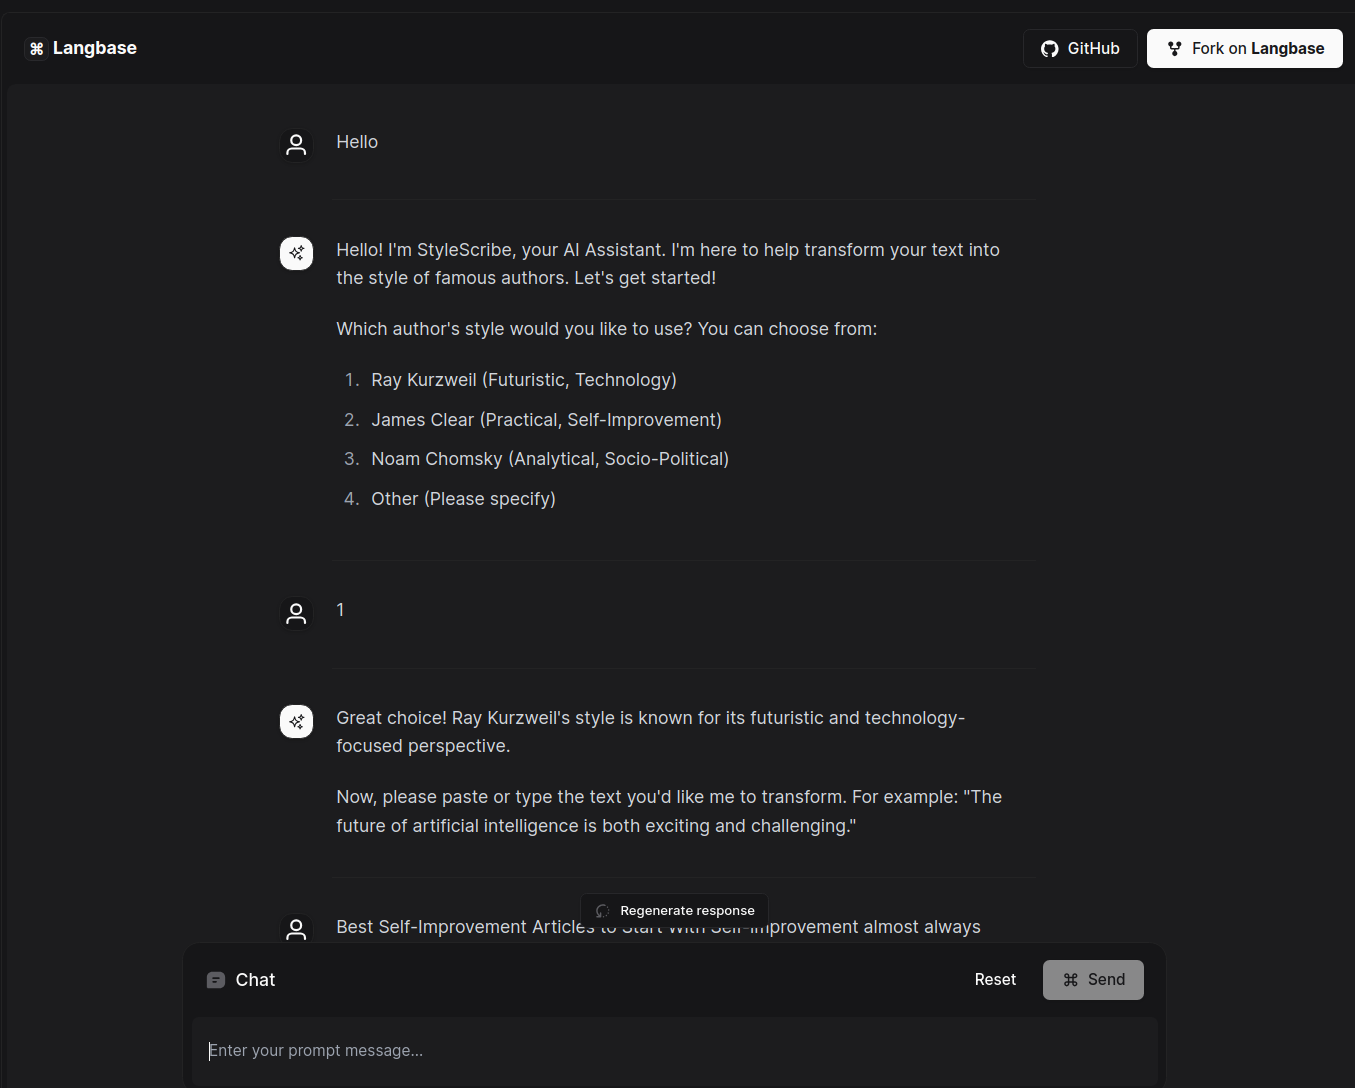 Langbase
GitHub
Fork on Langbase
Hello
Hello! I'm StyleScribe, your AI Assistant. I'm here to help transform your text into
the style of famous authors. Let's get started!
Which author's style would you like to use? You can choose from:
1. Ray Kurzweil (Futuristic, Technology)
2. James Clear (Practical, Self-Improvement)
3. Noam Chomsky (Analytical, Socio-Political)
4. Other (Please specify)
1
Great choice! Ray Kurzweil's style is known for its futuristic and technology-
focused perspective.
Now, please paste or type the text you'd like me to transform. For example: "The
future of artificial intelligence is both exciting and challenging."
Regenerate response
Best Self-Improvement Articles to Start With Self-Improvement almost always
Chat
Reset
Send
Enter your prompt message...